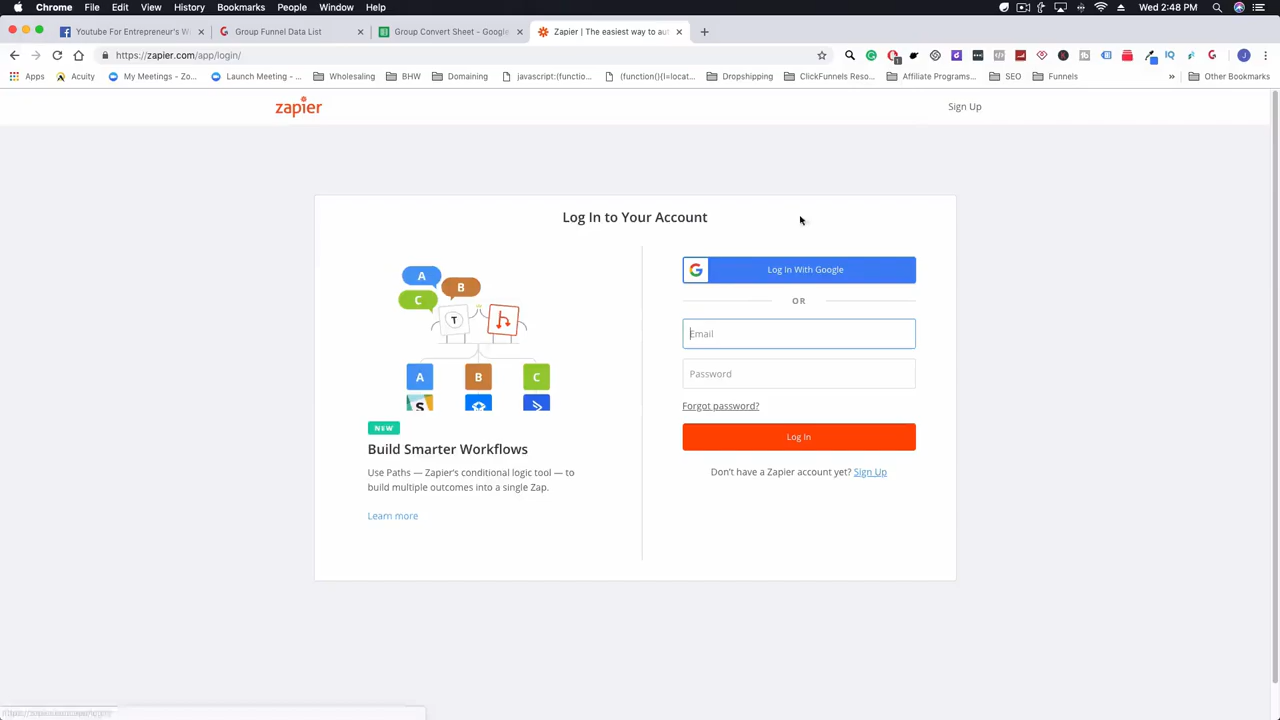 Chrome File Edit View History Bookmarks People Window Help
Wed 2:48 PM
Youtube For Entrepreneur's W
Group Funnel Data List
Group Convert Sheet - Google
Zapier | The easiest way to aut
https://zapier.com/app/login/
Apps Acuity My Meetings - Zo... Launch Meeting - ... Wholesaling BHW Domaining javascript:(functio... (function(){l=locat... Dropshipping ClickFunnels Reso... Affiliate Programs... SEO Funnels » Other Bookmarks
zapier
Sign Up
Log In to Your Account
A
B
C
T
A B C
S
NEW
Build Smarter Workflows
Use Paths — Zapier's conditional logic tool — to
build multiple outcomes into a single Zap.
Learn more
G Log In With Google
OR
Email
Password
Forgot password?
Log In
Don't have a Zapier account yet? Sign Up